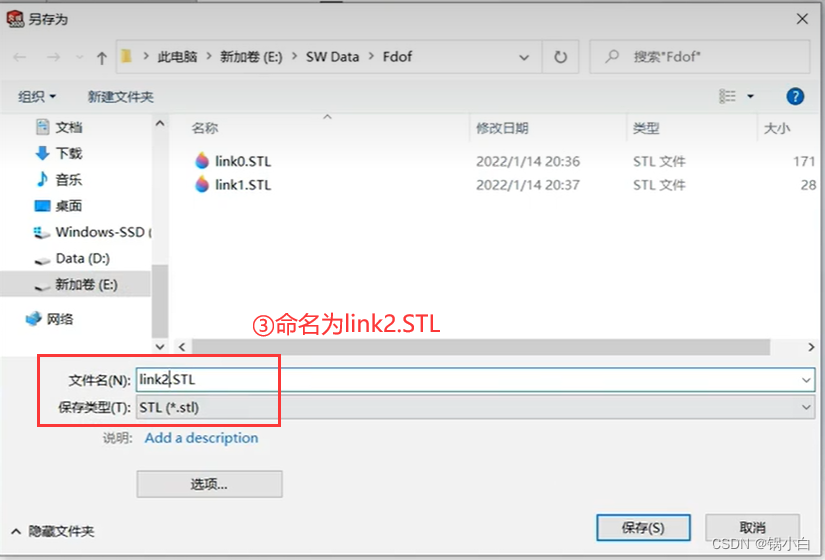 另存为
此电脑 > 新加卷 (E:) > SW Data > Fdof
搜索"Fdof"
组织
新建文件夹
文档
下载
音乐
桌面
Windows-SSD (
Data (D:)
新加卷 (E:)
网络
名称 修改日期 类型 大小
link0.STL 2022/1/14 20:36 STL 文件 171
link1.STL 2022/1/14 20:37 STL 文件 28
③命名为link2.STL
文件名(N): link2.STL
保存类型(T): STL (*.stl)
说明: Add a description
选项...
隐藏文件夹
保存(S)
取消
CSDN @锅小白